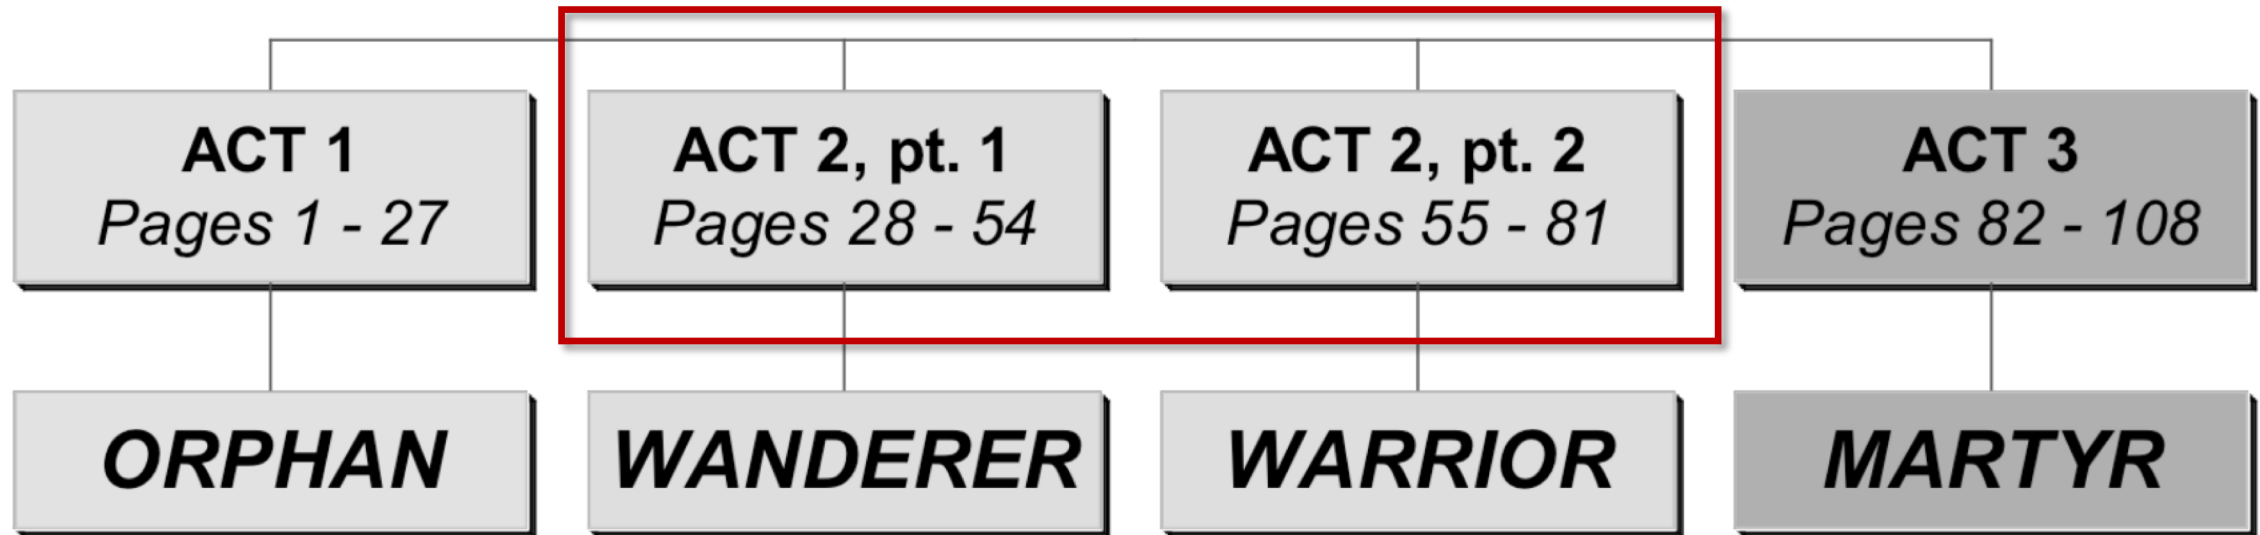 ACT 1
Pages 1 - 27
ACT 2, pt. 1
Pages 28 - 54
ACT 2, pt. 2
Pages 55 - 81
ACT 3
Pages 82 - 108
ORPHAN
WANDERER
WARRIOR
MARTYR